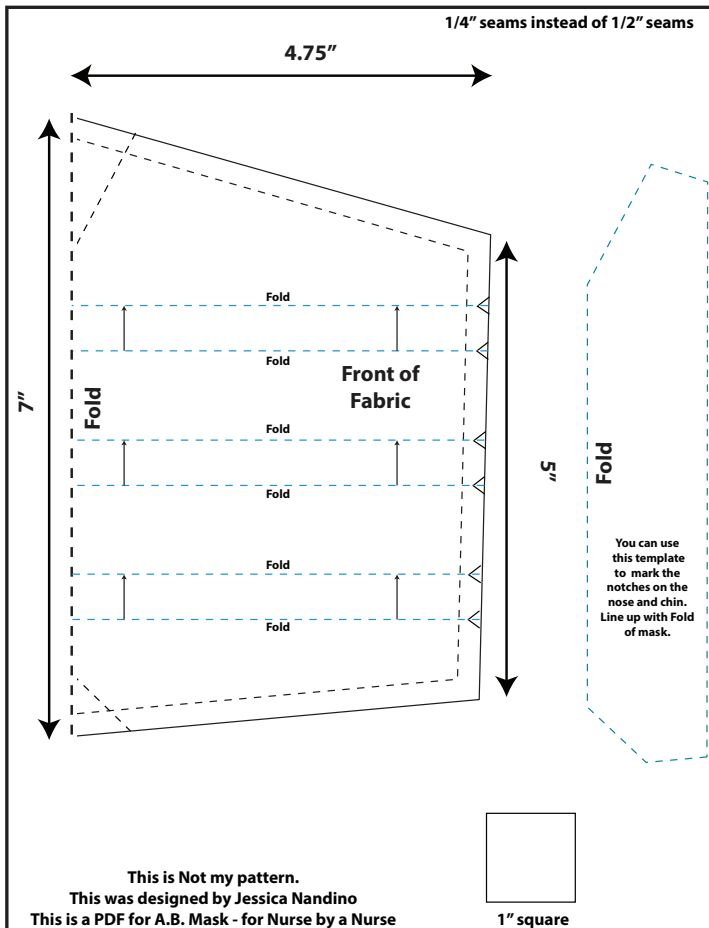 1/4” seams instead of 1/2” seams
4.75”
7”
Fold
Fold
Fold
Front of
Fabric
Fold
Fold
Fold
Fold
Fold
5”
Fold
You can use
this template
to mark the
notches on the
nose and chin.
Line up with Fold
of mask.
This is Not my pattern.
This was designed by Jessica Nandino
This is a PDF for A.B. Mask - for Nurse by a Nurse
1” square